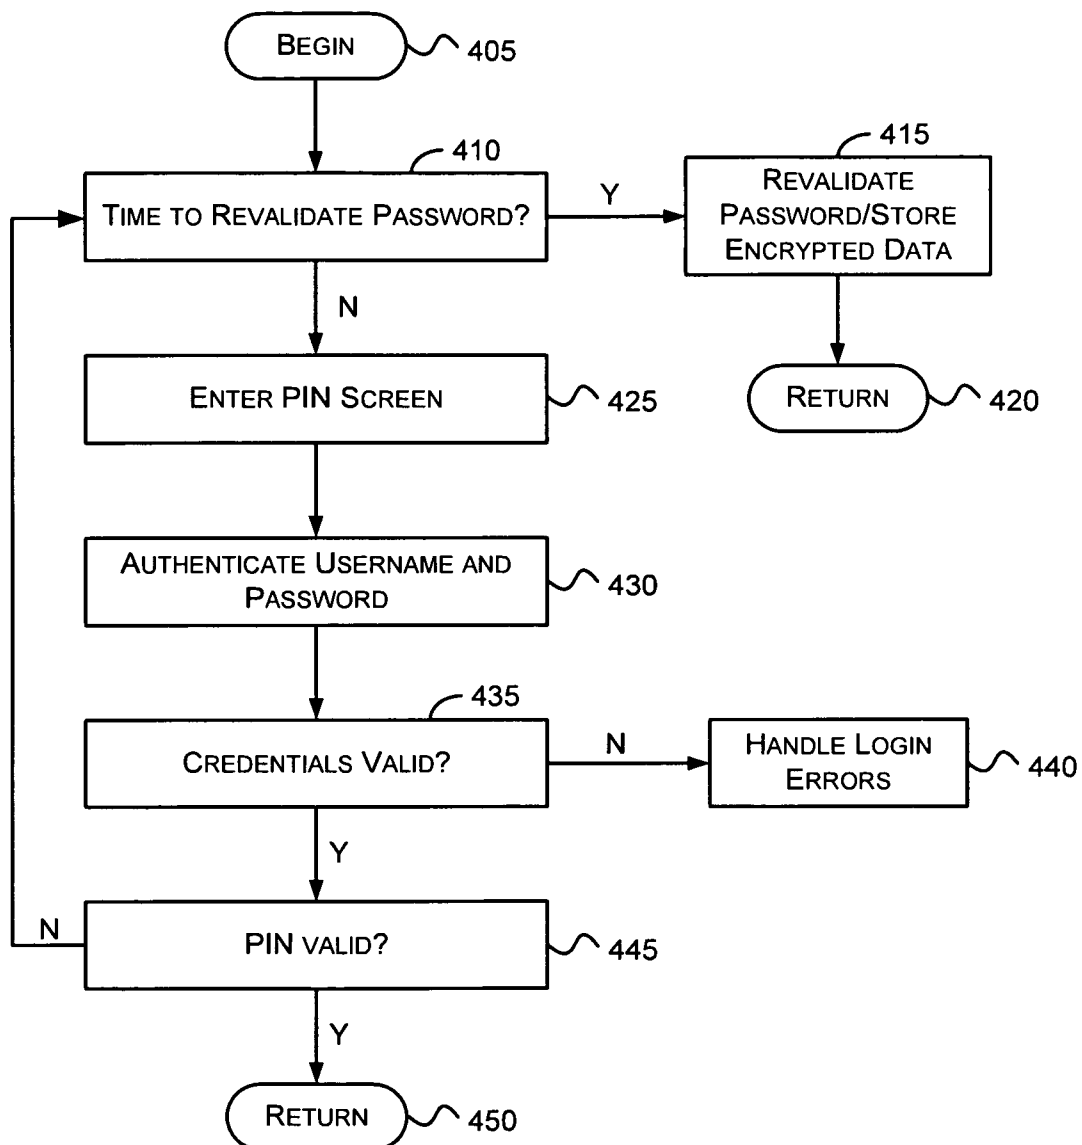 BEGIN
405
410
TIME TO REVALIDATE PASSWORD?
Y
415
REVALIDATE
PASSWORD/STORE
ENCRYPTED DATA
N
ENTER PIN SCREEN
425
RETURN
420
AUTHENTICATE USERNAME AND
PASSWORD
430
435
CREDENTIALS VALID?
N
HANDLE LOGIN
ERRORS
440
Y
N
PIN VALID?
445
Y
RETURN
450